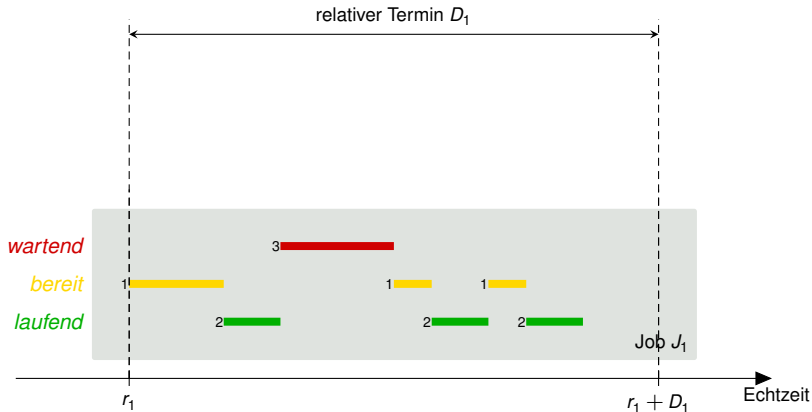 relativer Termin D₁
wartend 3
bereit 1 1 1
laufend 2 2 2
Job J₁
Echtzeit
r₁ r₁ + D₁